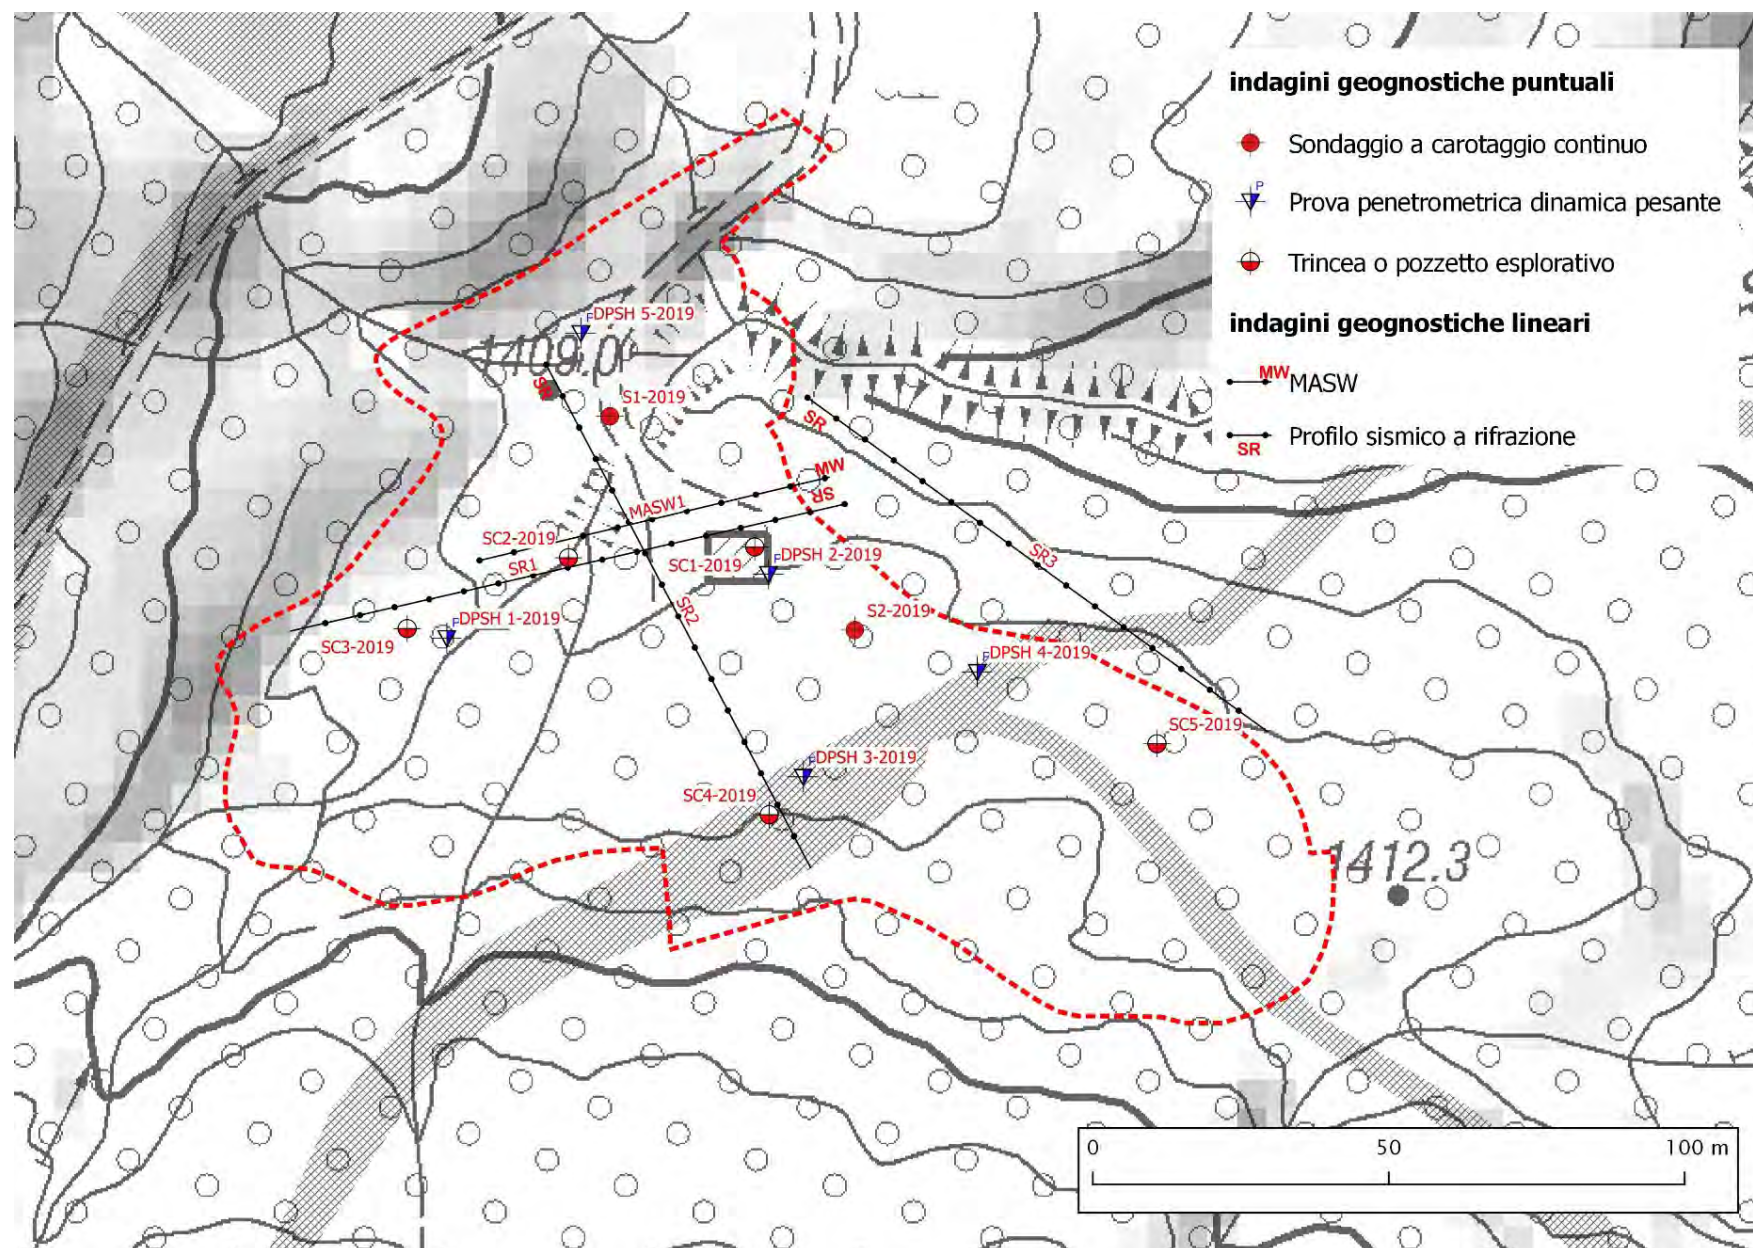 indagini geognostiche puntuali
Sondaggio a carotaggio continuo
P
Prova penetrometrica dinamica pesante
Trincea o pozzetto esplorativo
indagini geognostiche lineari
MW
MASW
Profilo sismico a rifrazione
SR
DPSH 5-2019
1409.0
SR
S1-2019
SR
MW
SR
MASW1
SC2-2019
SR1
SC1-2019
DPSH 2-2019
SR3
SR2
S2-2019
DPSH 1-2019
SC3-2019
DPSH 4-2019
SC5-2019
DPSH 3-2019
SC4-2019
1412.3
0 50 100 m